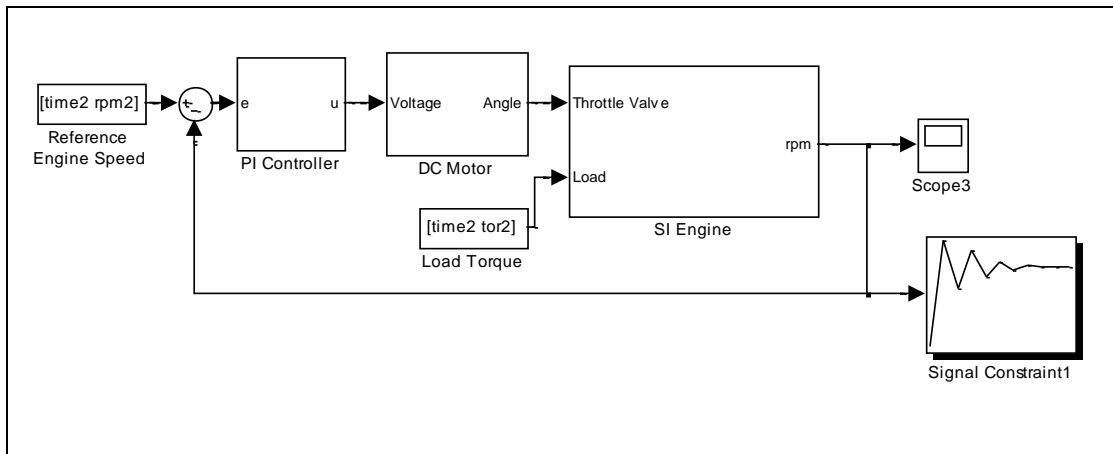 [time2 rpm2]
Reference
Engine Speed
e
u
PI Controller
Voltage
Angle
DC Motor
Throttle Valve
Load
rpm
SI Engine
[time2 tor2]
Load Torque
Scope3
Signal Constraint1